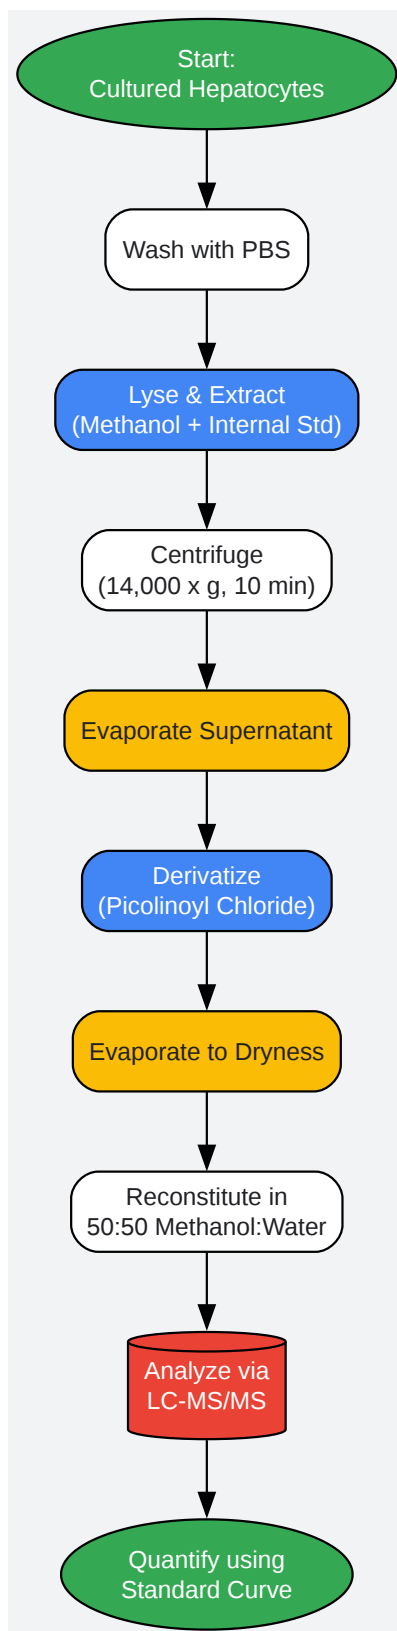 Start:
Cultured Hepatocytes
Wash with PBS
Lyse & Extract
(Methanol + Internal Std)
Centrifuge
(14,000 x g, 10 min)
Evaporate Supernatant
Derivatize
(Picolinoyl Chloride)
Evaporate to Dryness
Reconstitute in
50:50 Methanol:Water
Analyze via
LC-MS/MS
Quantify using
Standard Curve